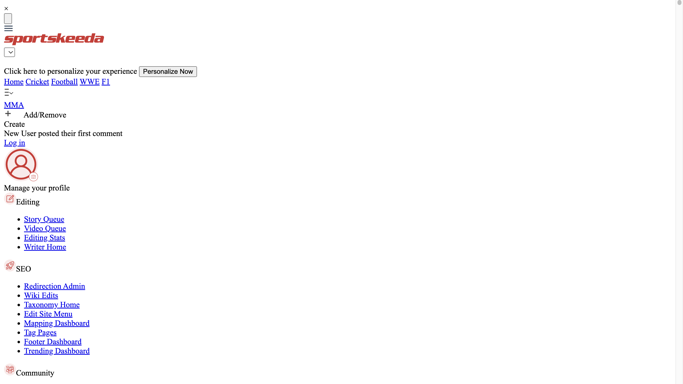 ×
sportskeeda
Click here to personalize your experience Personalize Now
Home Cricket Football WWE F1
MMA
Add/Remove
Create
New User posted their first comment
Log in
Manage your profile
Editing
Story Queue
Video Queue
Editing Stats
Writer Home
SEO
Redirection Admin
Wiki Edits
Taxonomy Home
Edit Site Menu
Mapping Dashboard
Tag Pages
Footer Dashboard
Trending Dashboard
Community